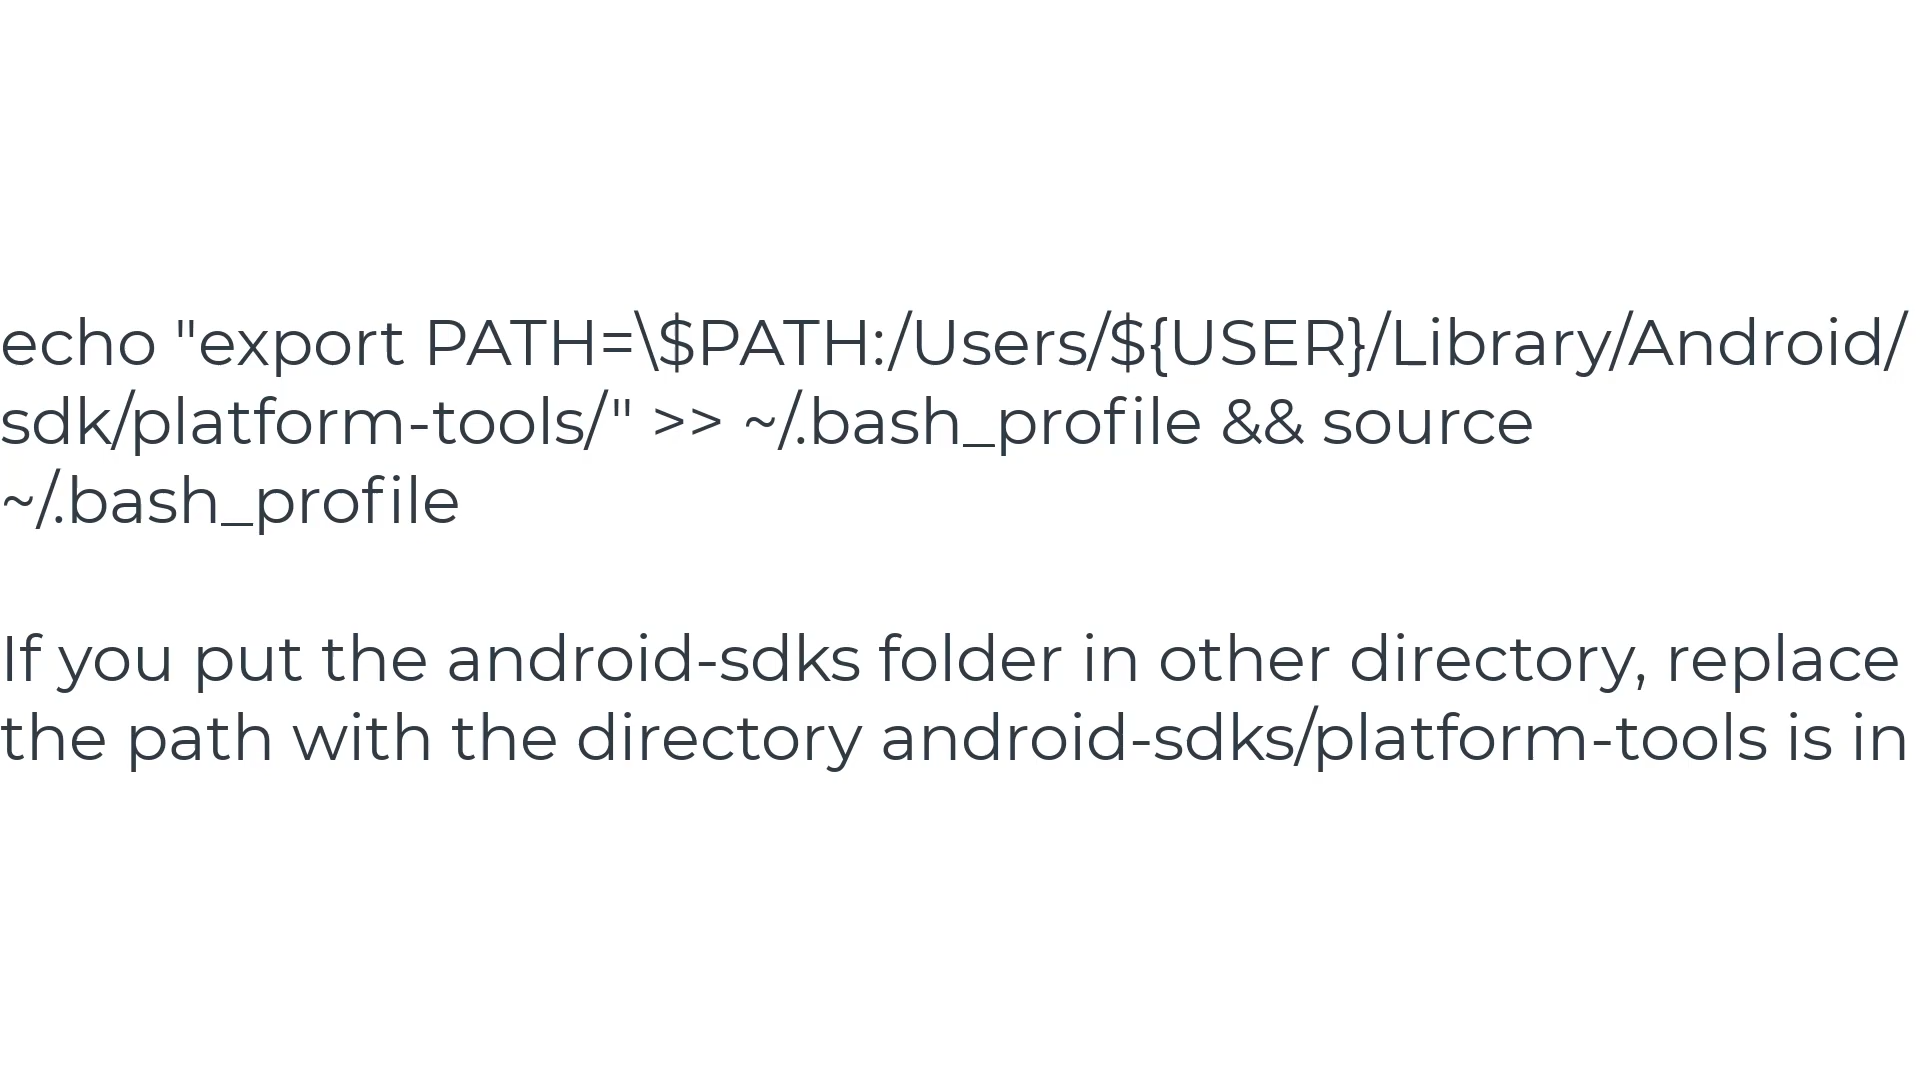 echo "export PATH=\$PATH:/Users/${USER}/Library/Android/
sdk/platform-tools/" >> ~/.bash_profile && source
~/.bash_profile
If you put the android-sdks folder in other directory, replace
the path with the directory android-sdks/platform-tools is in